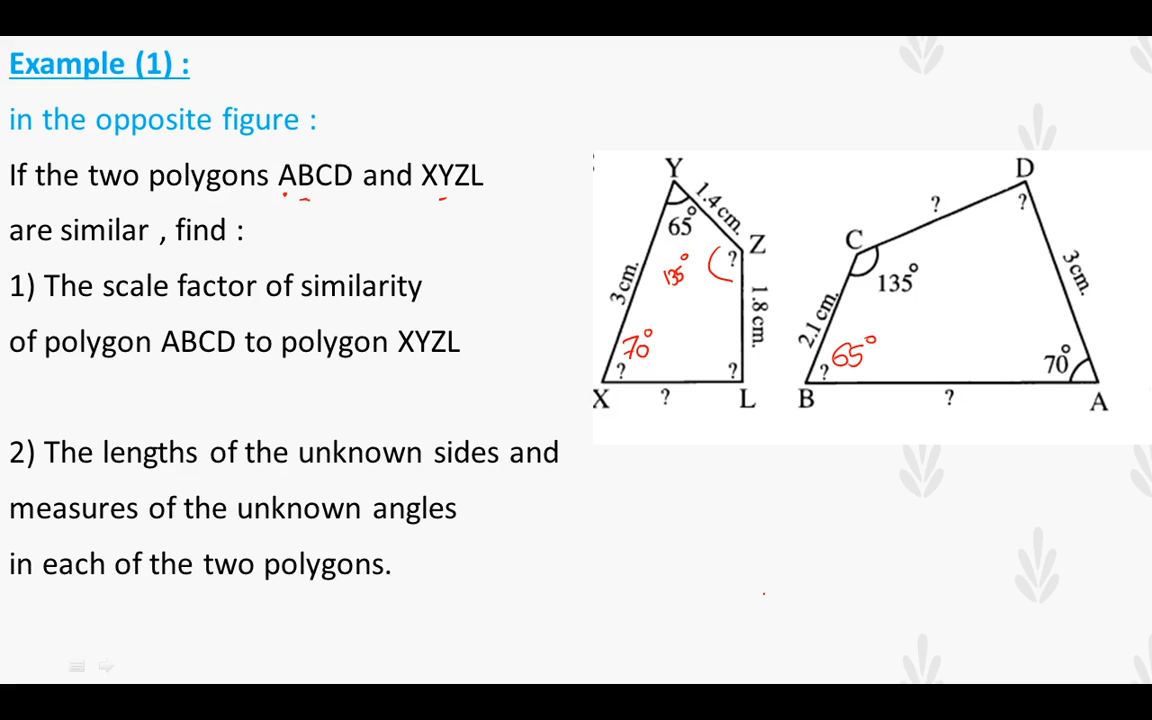 Example (1) :
in the opposite figure :
If the two polygons ABCD and XYZL
are similar , find :
1) The scale factor of similarity
of polygon ABCD to polygon XYZL
2) The lengths of the unknown sides and
measures of the unknown angles
in each of the two polygons.
Y
1.4 cm.
65°
Z
?
135°
3 cm.
1.8 cm.
70°
?
?
X
?
L
D
?
?
C
135°
3 cm.
2.1 cm.
65°
?
70°
B
?
A